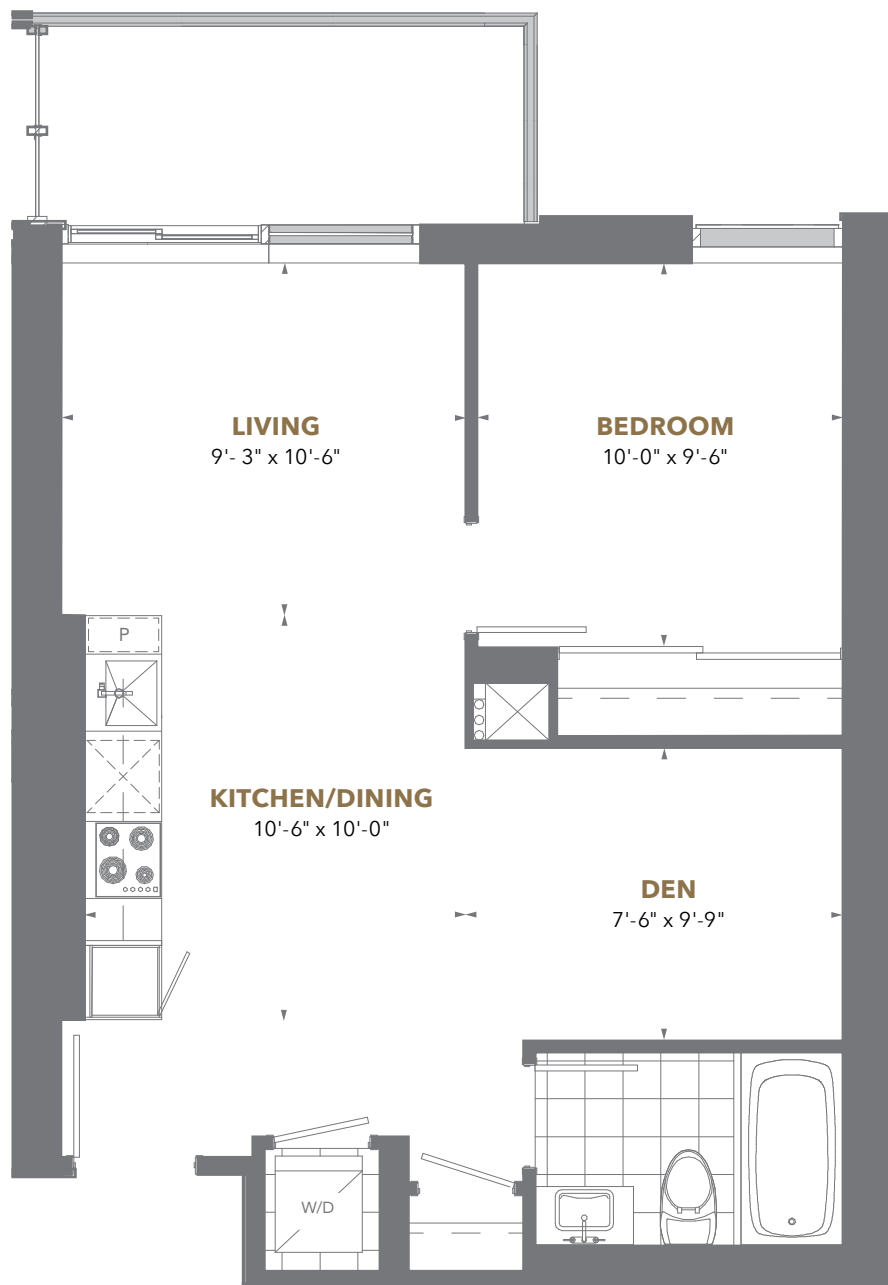 LIVING
9'- 3" x 10'-6"
BEDROOM
10'-0" x 9'-6"
P
KITCHEN/DINING
10'-6" x 10'-0"
DEN
7'-6" x 9'-9"
W/D